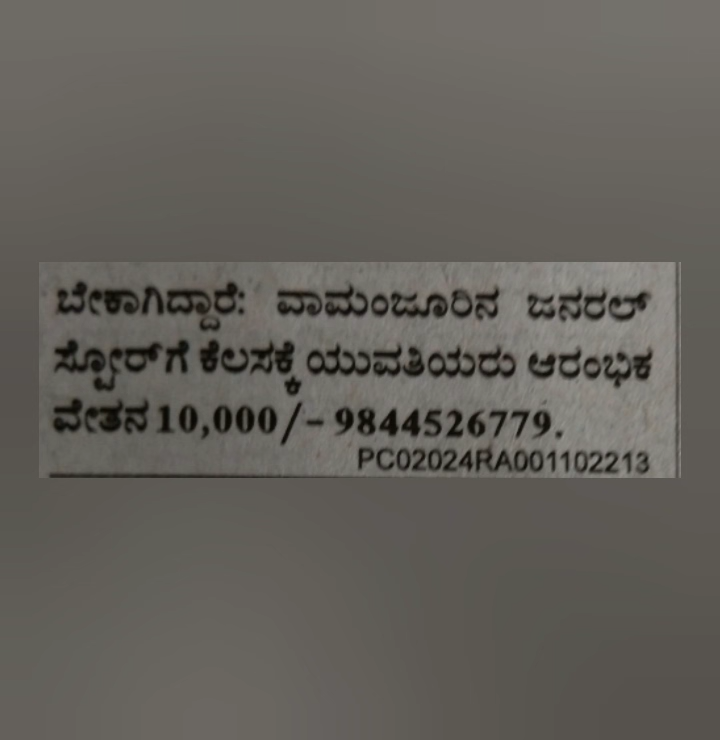 ಬೇಕಾಗಿದ್ದಾರೆ: ವಾಮಂಜೂರಿನ ಜನರಲ್
ಸ್ಟೋರ್‌ಗೆ ಕೆಲಸಕ್ಕೆ ಯುವತಿಯರು ಆರಂಭಿಕ
ವೇತನ 10,000/- 9844526779.
PC02024RA001102213